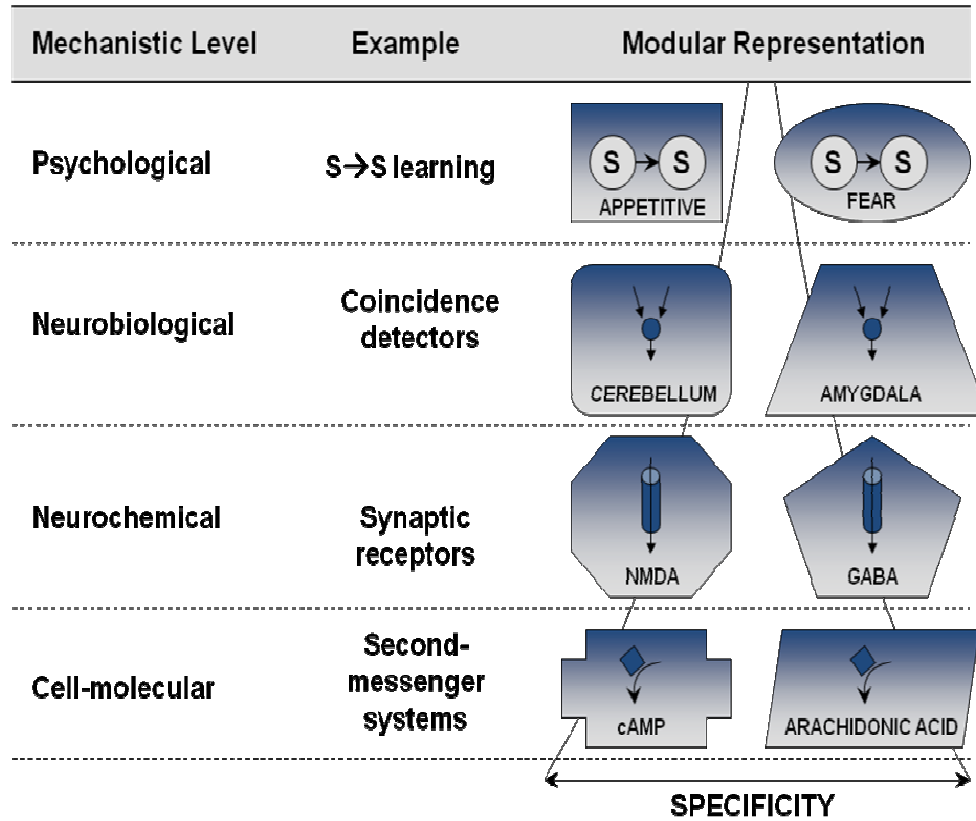 Mechanistic Level Example Modular Representation
Psychological S→S learning
S → S S → S
APPETITIVE FEAR
Neurobiological Coincidence
detectors
CEREBELLUM AMYGDALA
Neurochemical Synaptic
receptors
NMDA GABA
Cell-molecular Second-
messenger
systems
cAMP ARACHIDONIC ACID
SPECIFICITY